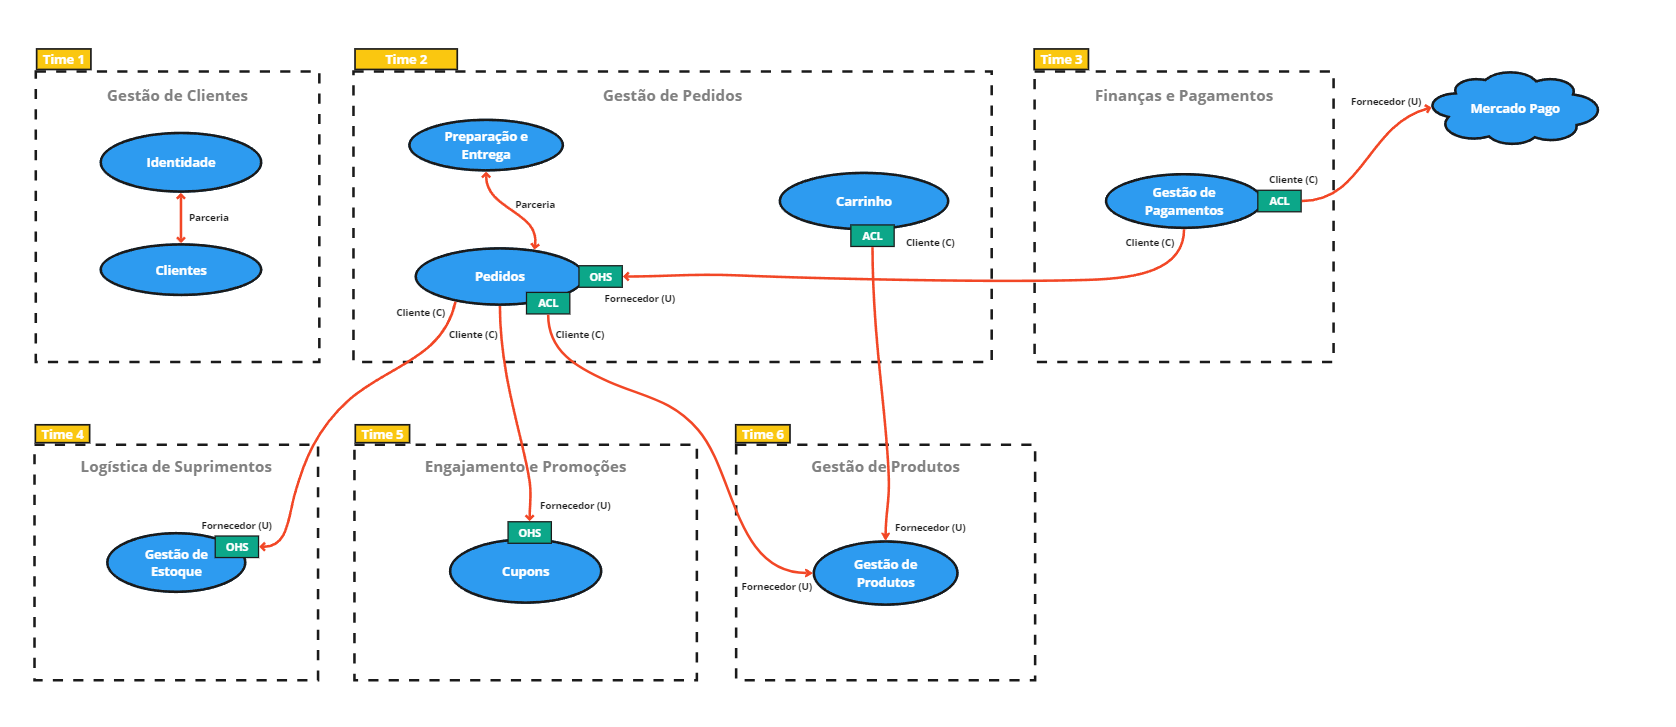 Time 1
Gestão de Clientes
Identidade
Parceria
Clientes
Time 2
Gestão de Pedidos
Preparação e
Entrega
Parceria
Pedidos
OHS
Fornecedor (U)
ACL
Cliente (C)
Cliente (C)
Cliente (C)
Carrinho
ACL
Cliente (C)
Time 3
Finanças e Pagamentos
Gestão de
Pagamentos
Cliente (C)
ACL
Cliente (C)
Fornecedor (U)
Mercado Pago
Time 4
Logística de Suprimentos
Fornecedor (U)
OHS
Gestão de
Estoque
Time 5
Engajamento e Promoções
Fornecedor (U)
OHS
Cupons
Time 6
Gestão de Produtos
Fornecedor (U)
Gestão de
Produtos
Fornecedor (U)